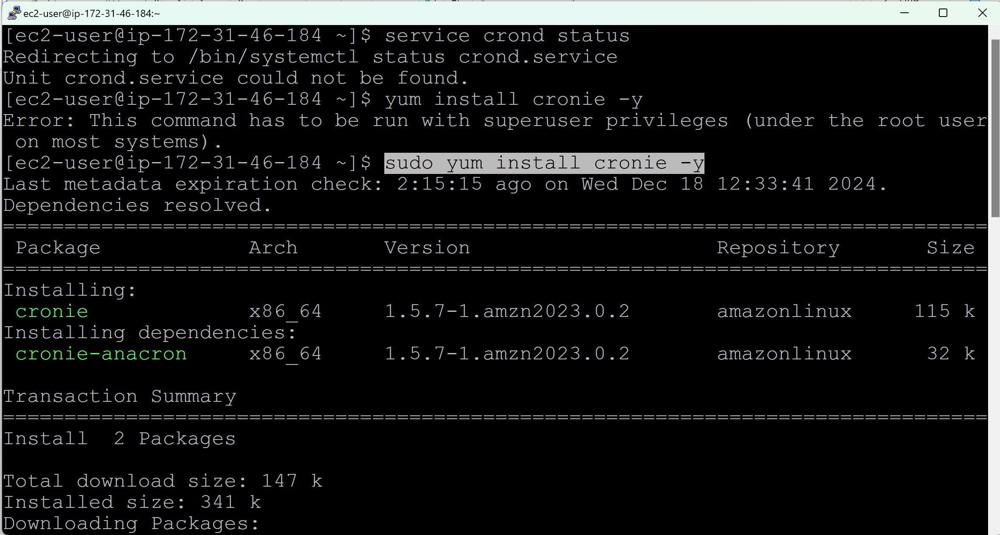 ec2-user@ip-172-31-46-184:~
[ec2-user@ip-172-31-46-184 ~]$ service crond status
Redirecting to /bin/systemctl status crond.service
Unit crond.service could not be found.
[ec2-user@ip-172-31-46-184 ~]$ yum install cronie -y
Error: This command has to be run with superuser privileges (under the root user
 on most systems).
[ec2-user@ip-172-31-46-184 ~]$ sudo yum install cronie -y
Last metadata expiration check: 2:15:15 ago on Wed Dec 18 12:33:41 2024.
Dependencies resolved.
================================================================================
 Package            Arch       Version                    Repository       Size
================================================================================
Installing:
 cronie             x86_64     1.5.7-1.amzn2023.0.2       amazonlinux     115 k
Installing dependencies:
 cronie-anacron     x86_64     1.5.7-1.amzn2023.0.2       amazonlinux      32 k
Transaction Summary
================================================================================
Install  2 Packages
Total download size: 147 k
Installed size: 341 k
Downloading Packages: